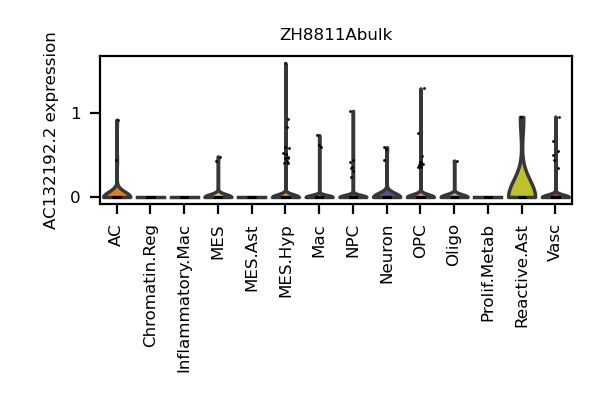 ZH8811Abulk
AC132192.2 expression
1
0
AC
Chromatin.Reg
Inflammatory.Mac
MES
MES.Ast
MES.Hyp
Mac
NPC
Neuron
OPC
Oligo
Prolif.Metab
Reactive.Ast
Vasc